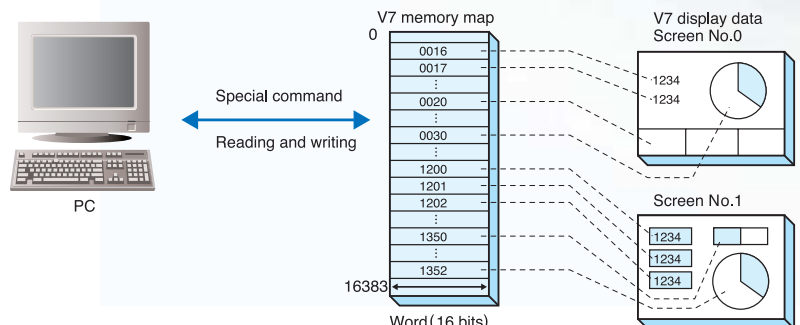 V7 memory map
0
0016
0017
⋮
0020
⋮
0030
⋮
1200
1201
1202
⋮
1350
⋮
1352
16383
Word(16 bits)
PC
Special command
Reading and writing
V7 display data
Screen No.0
1234
1234
Screen No.1
1234
1234
1234